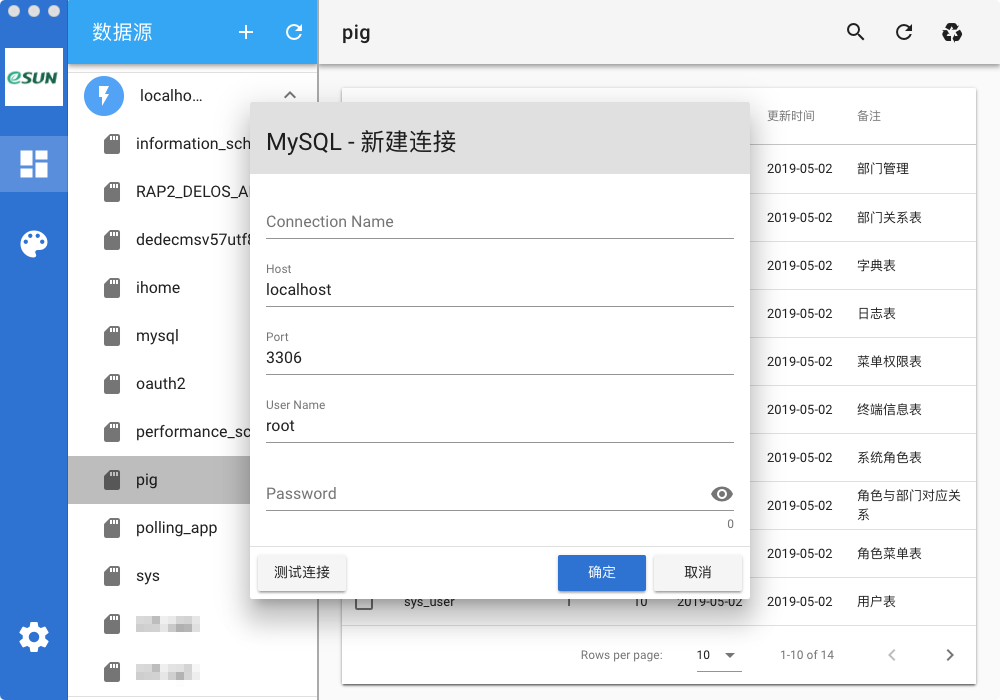 eSUN
数据源
pig
localho...
information_sch
RAP2_DELOS_A
dedecmsv57utf8
ihome
mysql
oauth2
performance_sc
pig
polling_app
sys
MySQL - 新建连接
Connection Name
Host
localhost
Port
3306
User Name
root
Password
0
测试连接
确定
取消
更新时间 备注
2019-05-02 部门管理
2019-05-02 部门关系表
2019-05-02 字典表
2019-05-02 日志表
2019-05-02 菜单权限表
2019-05-02 终端信息表
2019-05-02 系统角色表
2019-05-02 角色与部门对应关
系
2019-05-02 角色菜单表
sys_user 1 10 2019-05-02 2019-05-02 用户表
Rows per page: 10 1-10 of 14